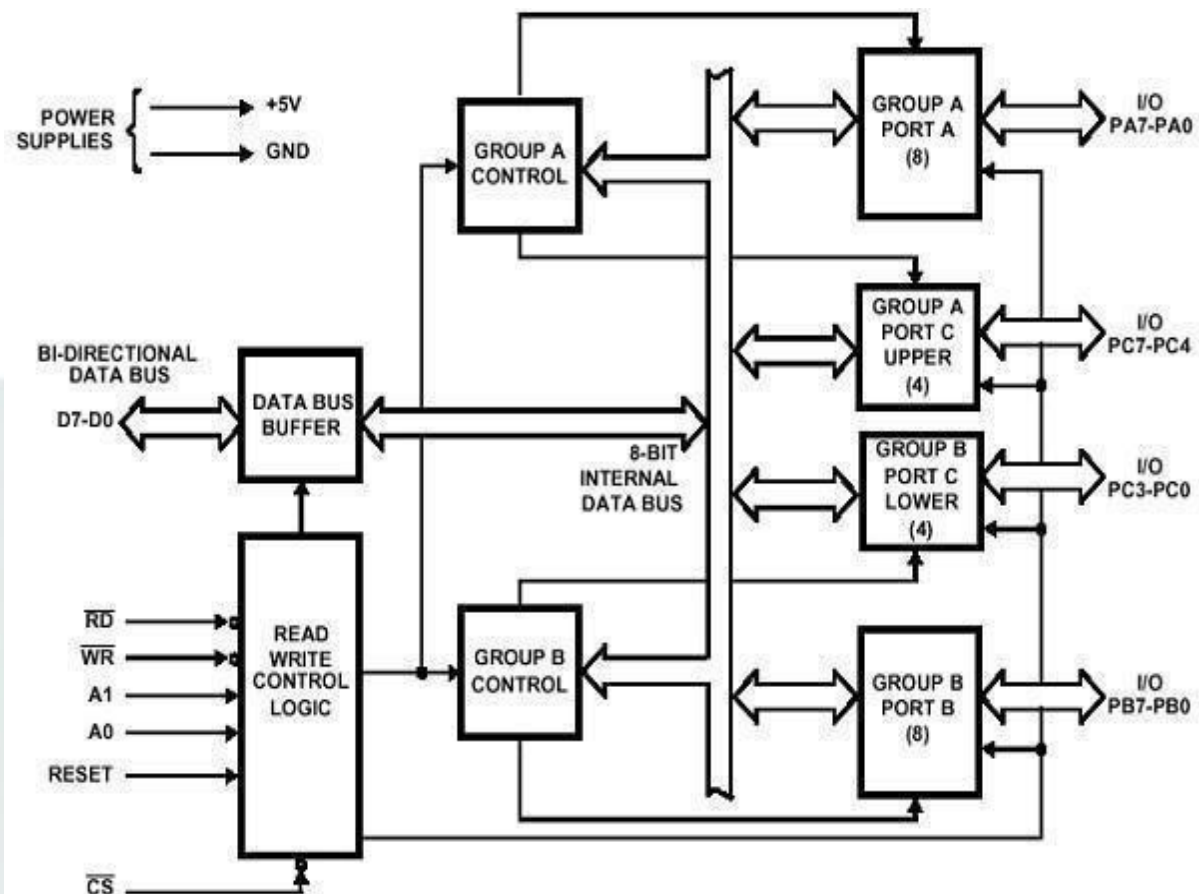 POWER
SUPPLIES
+5V
GND
GROUP A
CONTROL
GROUP A
PORT A
(8)
I/O
PA7-PA0
GROUP A
PORT C
UPPER
(4)
I/O
PC7-PC4
BI-DIRECTIONAL
DATA BUS
D7-D0
DATA BUS
BUFFER
8-BIT
INTERNAL
DATA BUS
GROUP B
PORT C
LOWER
(4)
I/O
PC3-PC0
RD
WR
A1
A0
RESET
CS
READ
WRITE
CONTROL
LOGIC
GROUP B
CONTROL
GROUP B
PORT B
(8)
I/O
PB7-PB0